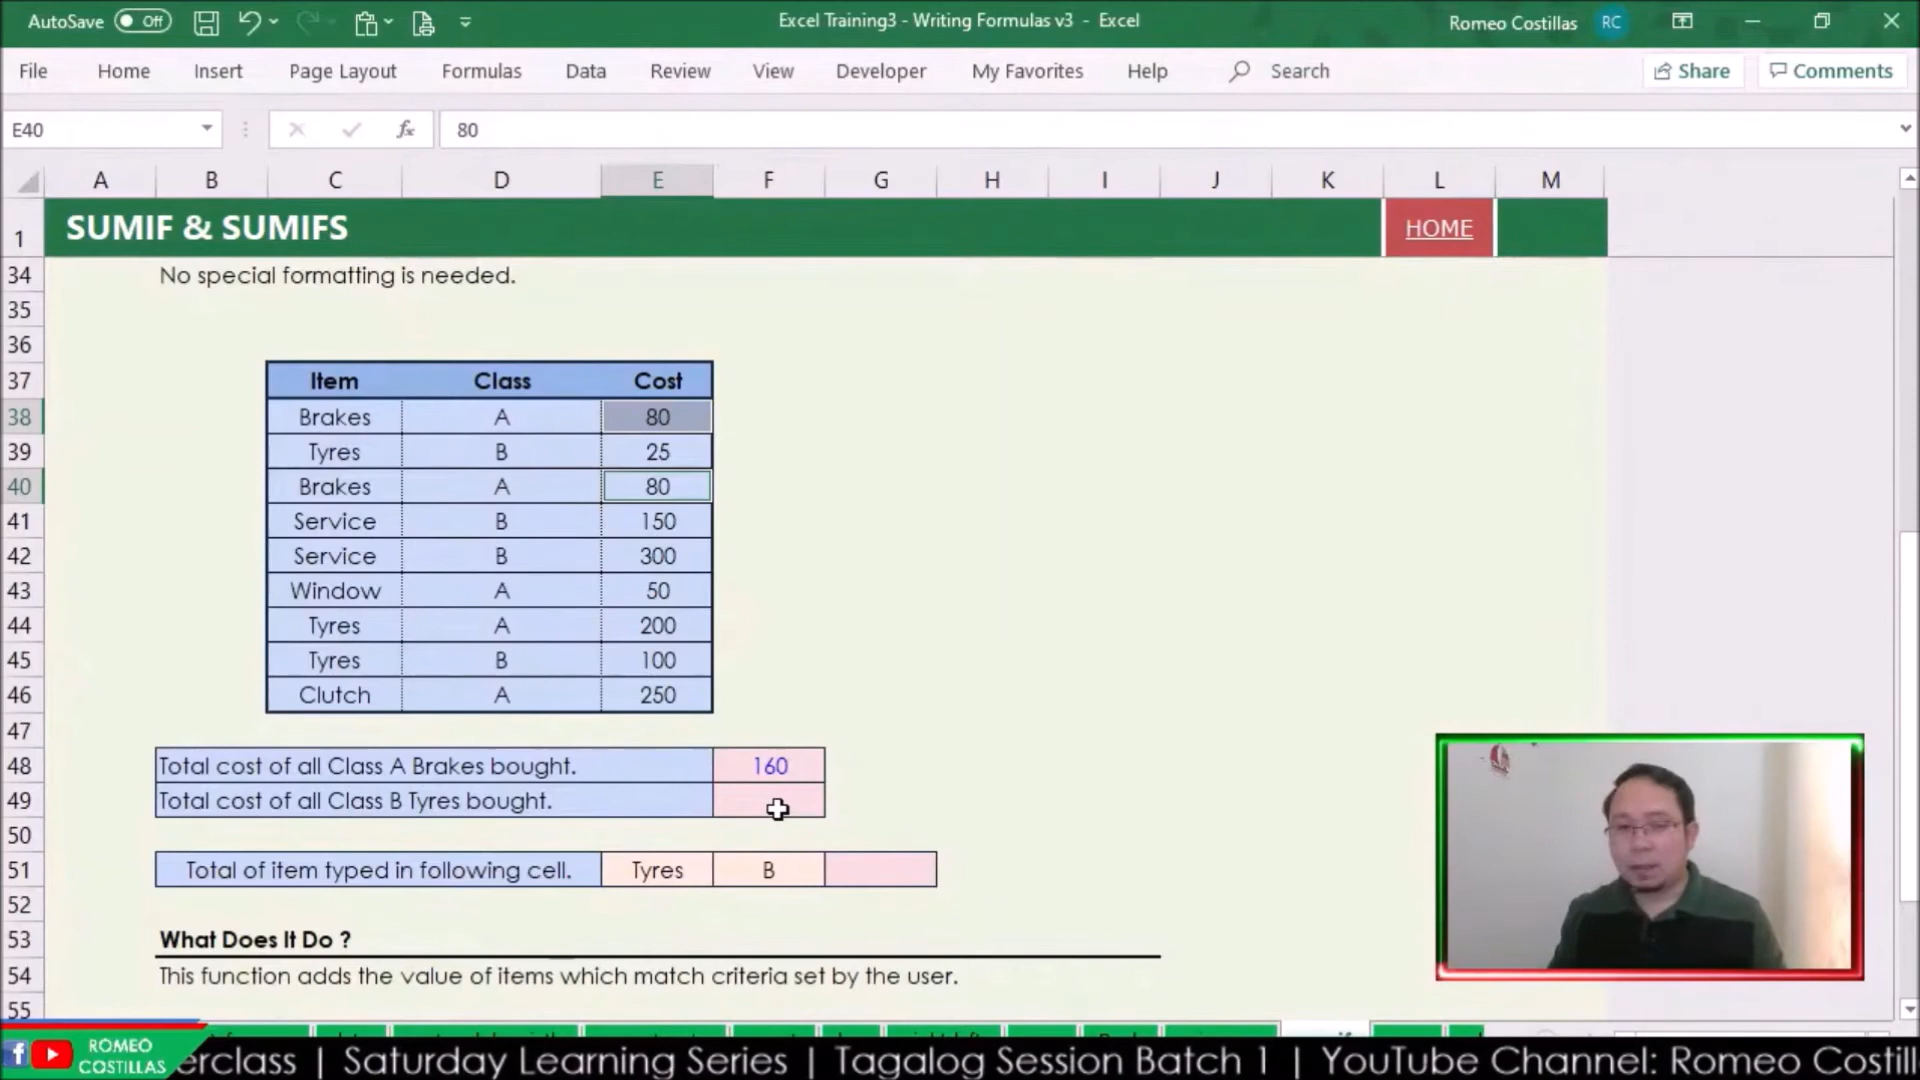 AutoSave Off
Excel Training3 - Writing Formulas v3 - Excel
Romeo Costillas RC
File Home Insert Page Layout Formulas Data Review View Developer My Favorites Help Search Share Comments
E40 fx 80
A B C D E F G H I J K L M
1 SUMIF & SUMIFS HOME
34 No special formatting is needed.
35
36
37 Item Class Cost
38 Brakes A 80
39 Tyres B 25
40 Brakes A 80
41 Service B 150
42 Service B 300
43 Window A 50
44 Tyres A 200
45 Tyres B 100
46 Clutch A 250
47
48 Total cost of all Class A Brakes bought. 160
49 Total cost of all Class B Tyres bought.
50
51 Total of item typed in following cell. Tyres B
52
53 What Does It Do ?
54 This function adds the value of items which match criteria set by the user.
55
ROMEO
COSTILLAS
erclass | Saturday Learning Series | Tagalog Session Batch 1 | YouTube Channel: Romeo Costill